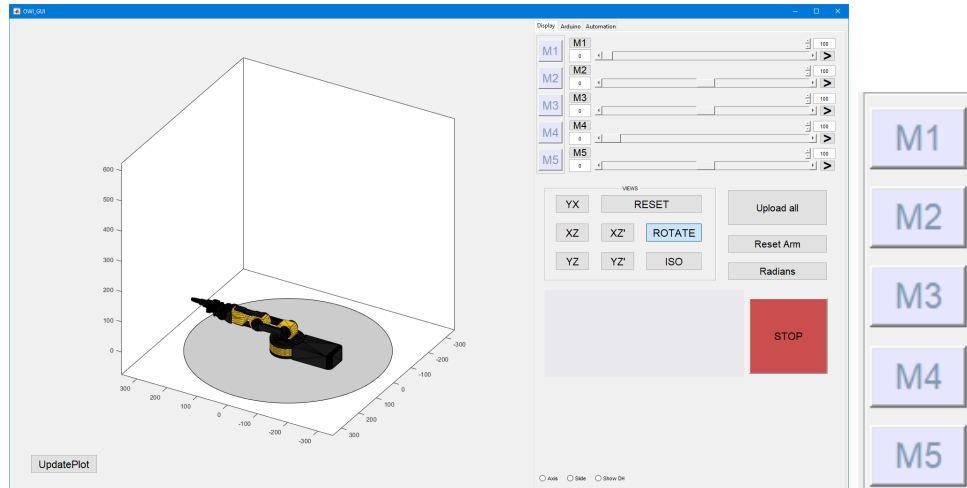 OWI_GUI
Display Arduino Automation
M1 M1 100
0 >
M2 M2 100
0 >
M3 M3 100
0 >
M4 M4 100
0 >
M5 M5 100
0 >
VIEWS
YX RESET
XZ XZ' ROTATE
YZ YZ' ISO
Upload all
Reset Arm
Radians
STOP
600
500
400
300
200
100
0
300
200
100
0
-100
-200
-300
-300
-200
-100
0
100
200
300
UpdatePlot
Axis Slide Show DH
M1
M2
M3
M4
M5